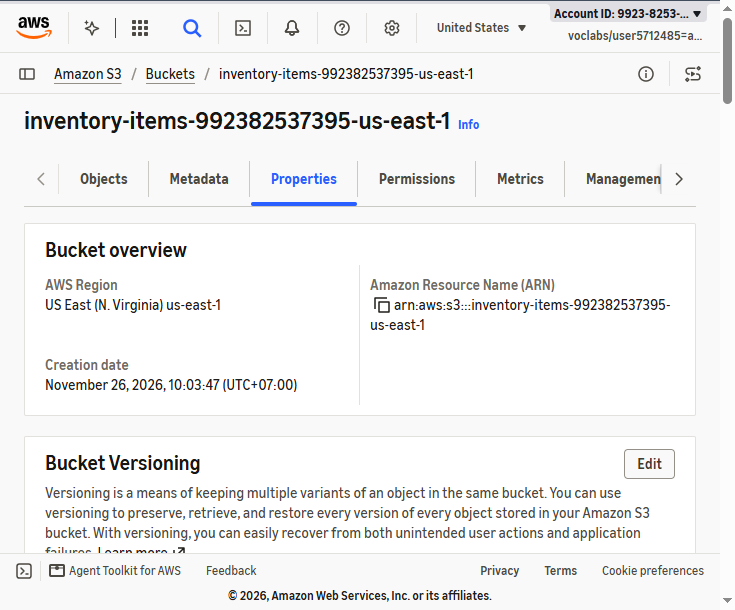 aws
United States
Account ID: 9923-8253-...
voclabs/user5712485=a...
Amazon S3 / Buckets / inventory-items-992382537395-us-east-1
inventory-items-992382537395-us-east-1 Info
Objects
Metadata
Properties
Permissions
Metrics
Managemen
Bucket overview
AWS Region
US East (N. Virginia) us-east-1
Amazon Resource Name (ARN)
arn:aws:s3:::inventory-items-992382537395-
us-east-1
Creation date
November 26, 2026, 10:03:47 (UTC+07:00)
Bucket Versioning
Edit
Versioning is a means of keeping multiple variants of an object in the same bucket. You can use
versioning to preserve, retrieve, and restore every version of every object stored in your Amazon S3
bucket. With versioning, you can easily recover from both unintended user actions and application
failures. Learn more
Agent Toolkit for AWS
Feedback
Privacy
Terms
Cookie preferences
© 2026, Amazon Web Services, Inc. or its affiliates.